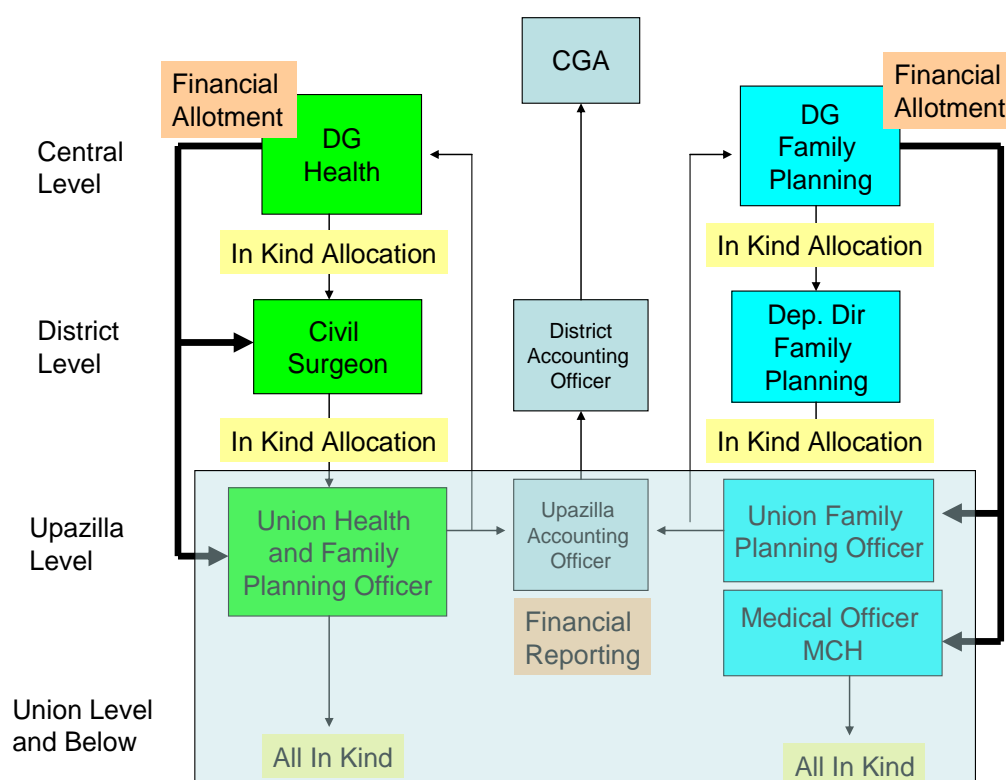 CGA
Financial
Allotment
Financial
Allotment
Central
Level
DG
Health
DG
Family
Planning
In Kind Allocation
In Kind Allocation
District
Level
Civil
Surgeon
District
Accounting
Officer
Dep. Dir
Family
Planning
In Kind Allocation
In Kind Allocation
Upazilla
Level
Union Health
and Family
Planning Officer
Upazilla
Accounting
Officer
Union Family
Planning Officer
Financial
Reporting
Medical Officer
MCH
Union Level
and Below
All In Kind
All In Kind